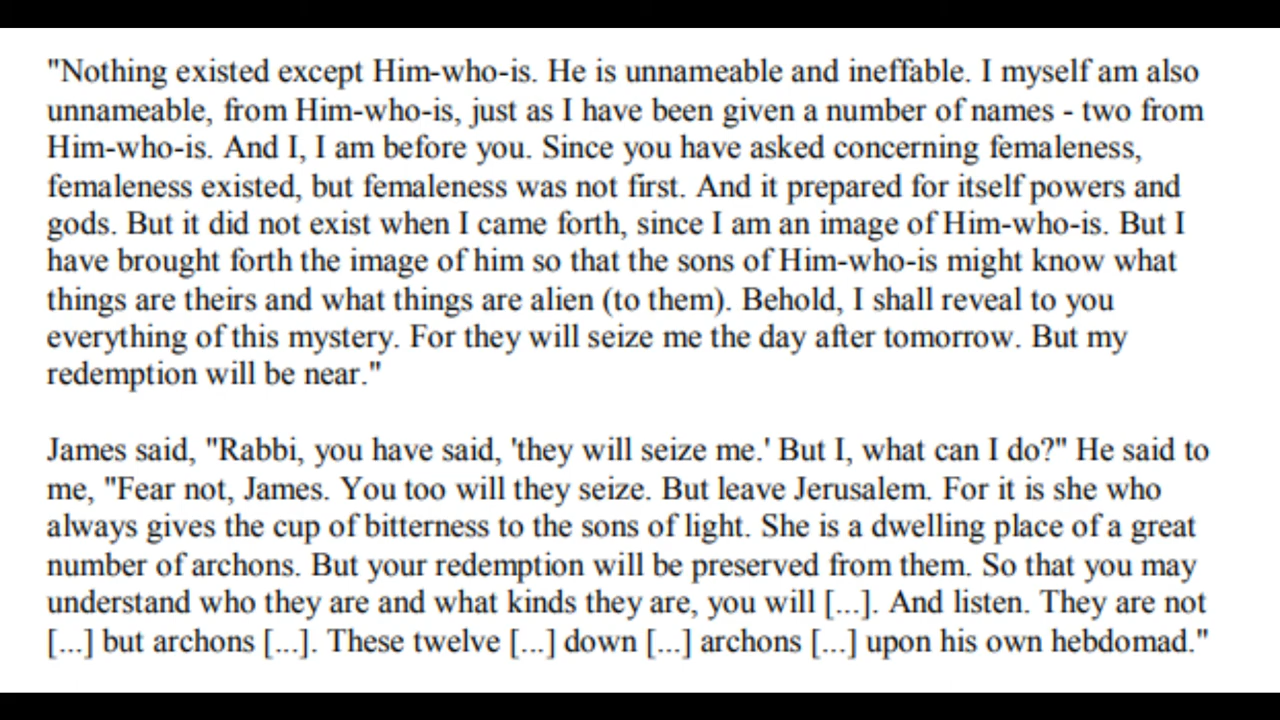 "Nothing existed except Him-who-is. He is unnameable and ineffable. I myself am also
unnameable, from Him-who-is, just as I have been given a number of names - two from
Him-who-is. And I, I am before you. Since you have asked concerning femaleness,
femaleness existed, but femaleness was not first. And it prepared for itself powers and
gods. But it did not exist when I came forth, since I am an image of Him-who-is. But I
have brought forth the image of him so that the sons of Him-who-is might know what
things are theirs and what things are alien (to them). Behold, I shall reveal to you
everything of this mystery. For they will seize me the day after tomorrow. But my
redemption will be near."
James said, "Rabbi, you have said, 'they will seize me.' But I, what can I do?" He said to
me, "Fear not, James. You too will they seize. But leave Jerusalem. For it is she who
always gives the cup of bitterness to the sons of light. She is a dwelling place of a great
number of archons. But your redemption will be preserved from them. So that you may
understand who they are and what kinds they are, you will [...]. And listen. They are not
[...] but archons [...]. These twelve [...] down [...] archons [...] upon his own hebdomad."